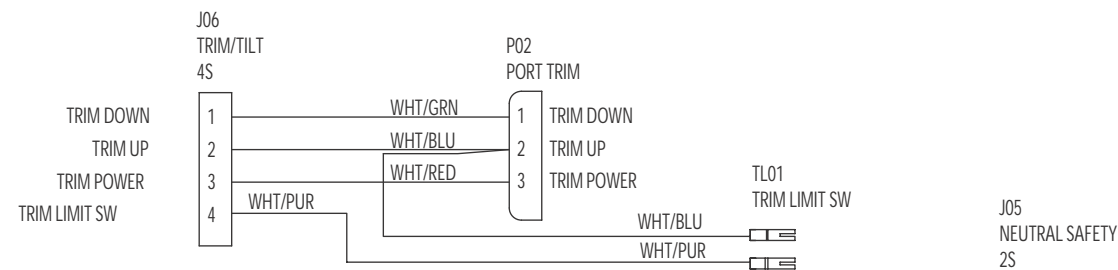 J06
TRIM/TILT
4S
P02
PORT TRIM
TRIM DOWN 1 WHT/GRN 1 TRIM DOWN
TRIM UP 2 WHT/BLU 2 TRIM UP
TRIM POWER 3 WHT/RED 3 TRIM POWER
TRIM LIMIT SW 4 WHT/PUR
TL01
TRIM LIMIT SW
WHT/BLU
WHT/PUR
J05
NEUTRAL SAFETY
2S